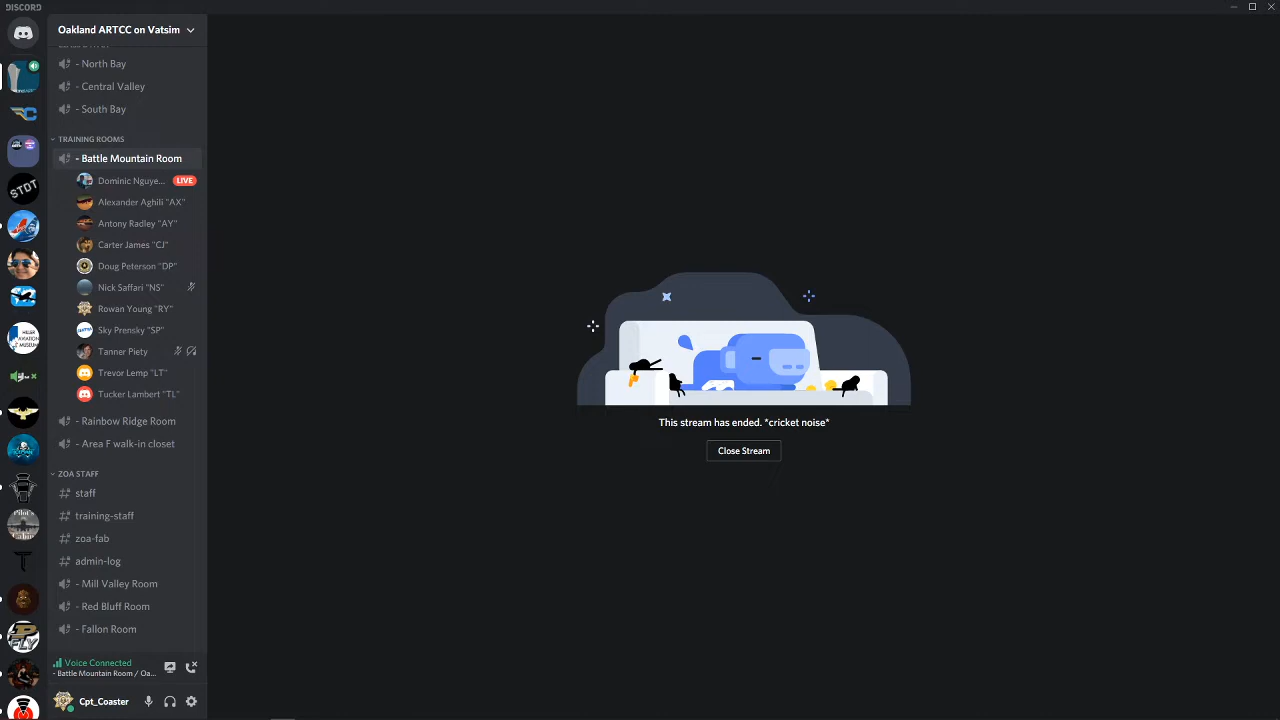 DISCORD
Oakland ARTCC on Vatsim
- North Bay
- Central Valley
- South Bay
TRAINING ROOMS
- Battle Mountain Room
Dominic Nguye... LIVE
Alexander Aghili "AX"
Antony Radley "AY"
Carter James "CJ"
Doug Peterson "DP"
Nick Saffari "NS"
Rowan Young "RY"
Sky Prensky "SP"
Tanner Piety
Trevor Lemp "LT"
Tucker Lambert "TL"
- Rainbow Ridge Room
- Area F walk-in closet
ZOA STAFF
staff
training-staff
zoa-fab
admin-log
- Mill Valley Room
- Red Bluff Room
- Fallon Room
Voice Connected
- Battle Mountain Room / Oa...
Cpt_Coaster
STOT
FLY
This stream has ended. *cricket noise*
Close Stream